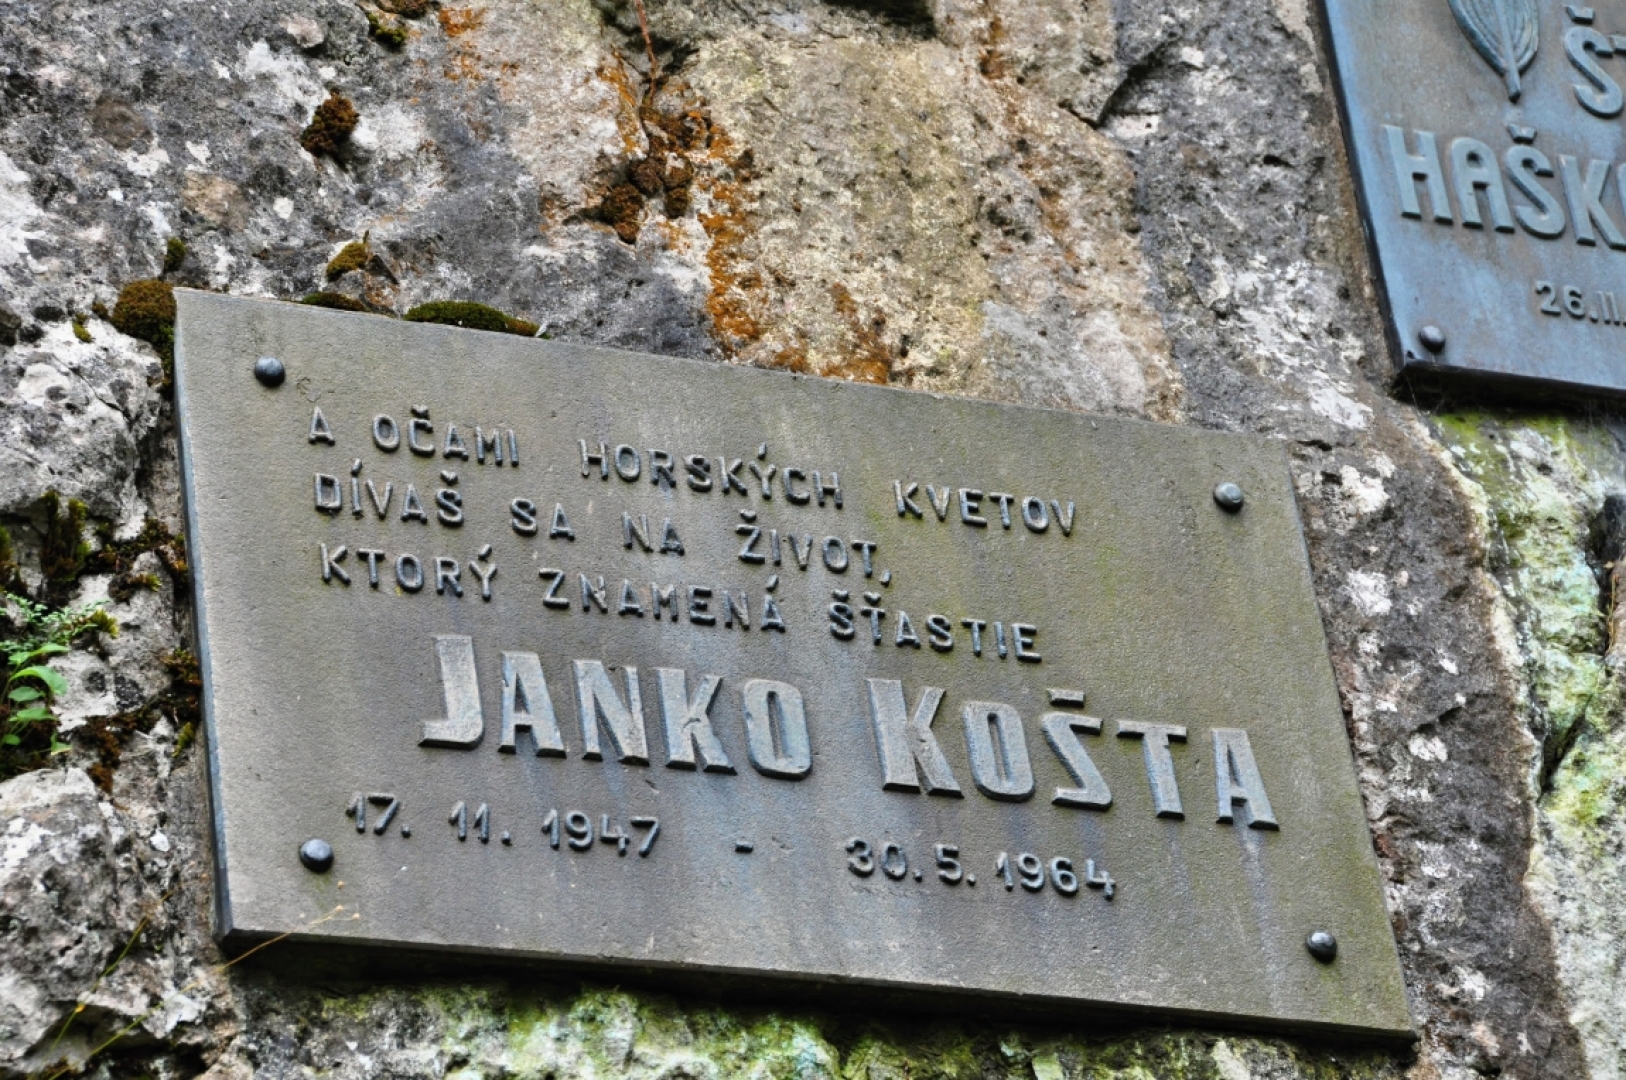 A OČAMI HORSKÝCH KVETOV
DÍVAŠ SA NA ŽIVOT,
KTORÝ ZNAMENÁ ŠŤASTIE
JANKO KOŠTA
17. 11. 1947 - 30. 5. 1964
26.II.